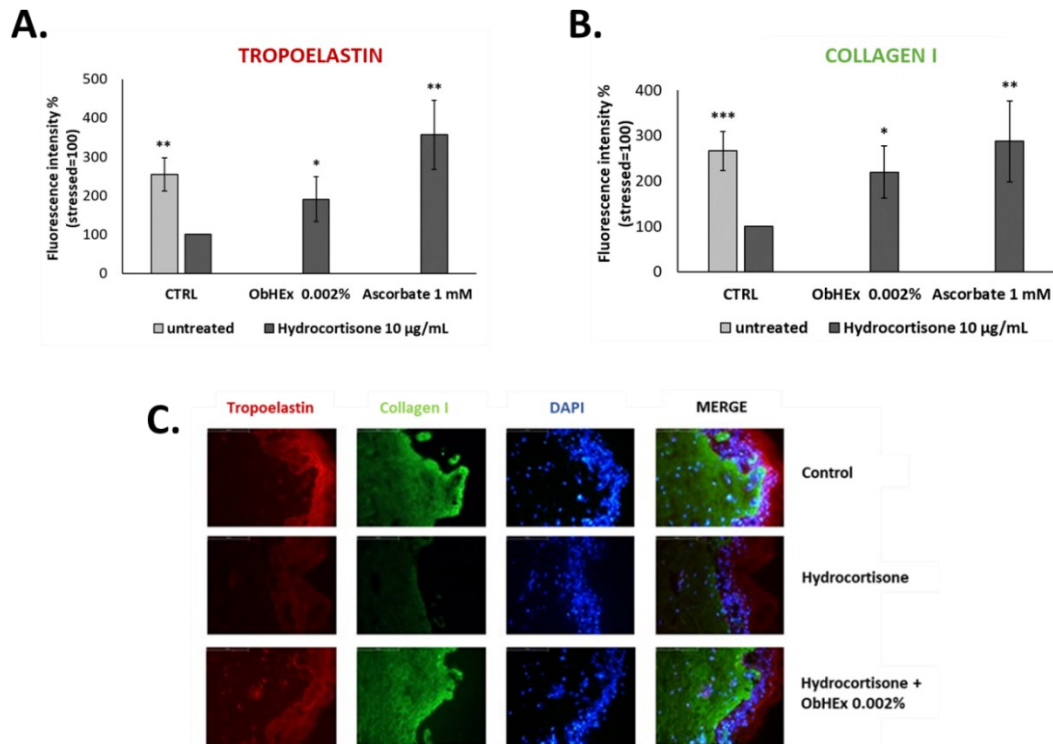 A.
TROPOELASTIN
Fluorescence intensity %
(stressed=100)
500
400
300
200
100
0
**
*
**
CTRL
ObHEx 0.002%
Ascorbate 1 mM
untreated
Hydrocortisone 10 µg/mL
B.
COLLAGEN I
Fluorescence intensity %
(stressed=100)
400
300
200
100
0
***
*
**
CTRL
ObHEx 0.002%
Ascorbate 1 mM
untreated
Hydrocortisone 10 µg/mL
C.
Tropoelastin
Collagen I
DAPI
MERGE
Control
Hydrocortisone
Hydrocortisone +
ObHEx 0.002%